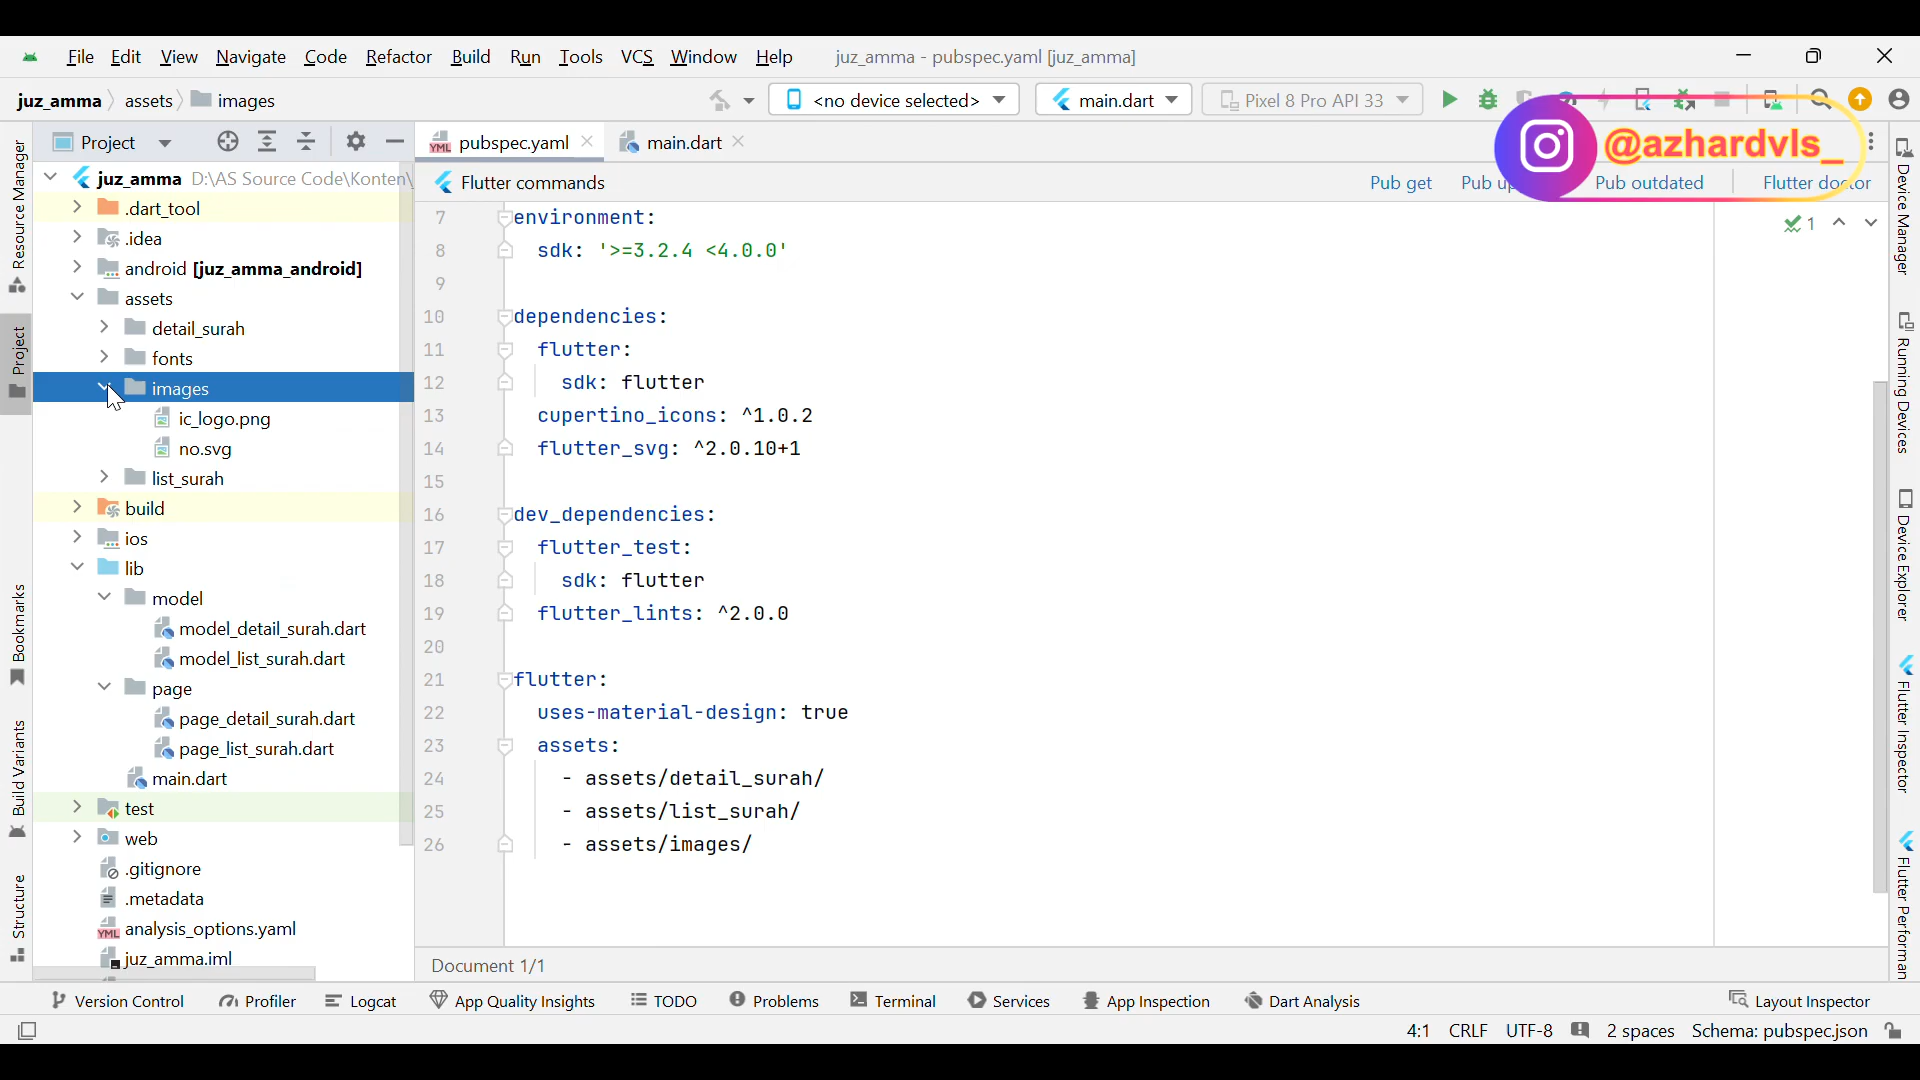 File Edit View Navigate Code Refactor Build Run Tools VCS Window Help juz_amma - pubspec.yaml [juz_amma]
juz_amma assets images <no device selected> main.dart Pixel 8 Pro API 33
Project pubspec.yaml main.dart
@azhardvls_
juz_amma D:\AS Source Code\Konten\
Flutter commands Pub get Pub outdated Flutter doctor
.dart_tool
.idea
android [juz_amma_android]
assets
detail_surah
fonts
images
ic_logo.png
no.svg
list_surah
build
ios
lib
model
model_detail_surah.dart
model_list_surah.dart
page
page_detail_surah.dart
page_list_surah.dart
main.dart
test
web
.gitignore
.metadata
YML analysis_options.yaml
juz_amma.iml
7 environment:
8 sdk: '>=3.2.4 <4.0.0'
9
10 dependencies:
11 flutter:
12 sdk: flutter
13 cupertino_icons: ^1.0.2
14 flutter_svg: ^2.0.10+1
15
16 dev_dependencies:
17 flutter_test:
18 sdk: flutter
19 flutter_lints: ^2.0.0
20
21 flutter:
22 uses-material-design: true
23 assets:
24 - assets/detail_surah/
25 - assets/list_surah/
26 - assets/images/
1
Document 1/1
Resource Manager
Project
Bookmarks
Build Variants
Structure
Device Manager
Running Devices
Device Explorer
Flutter Inspector
Flutter Performan
Version Control Profiler Logcat App Quality Insights TODO Problems Terminal Services App Inspection Dart Analysis Layout Inspector
4:1 CRLF UTF-8 2 spaces Schema: pubspec.json